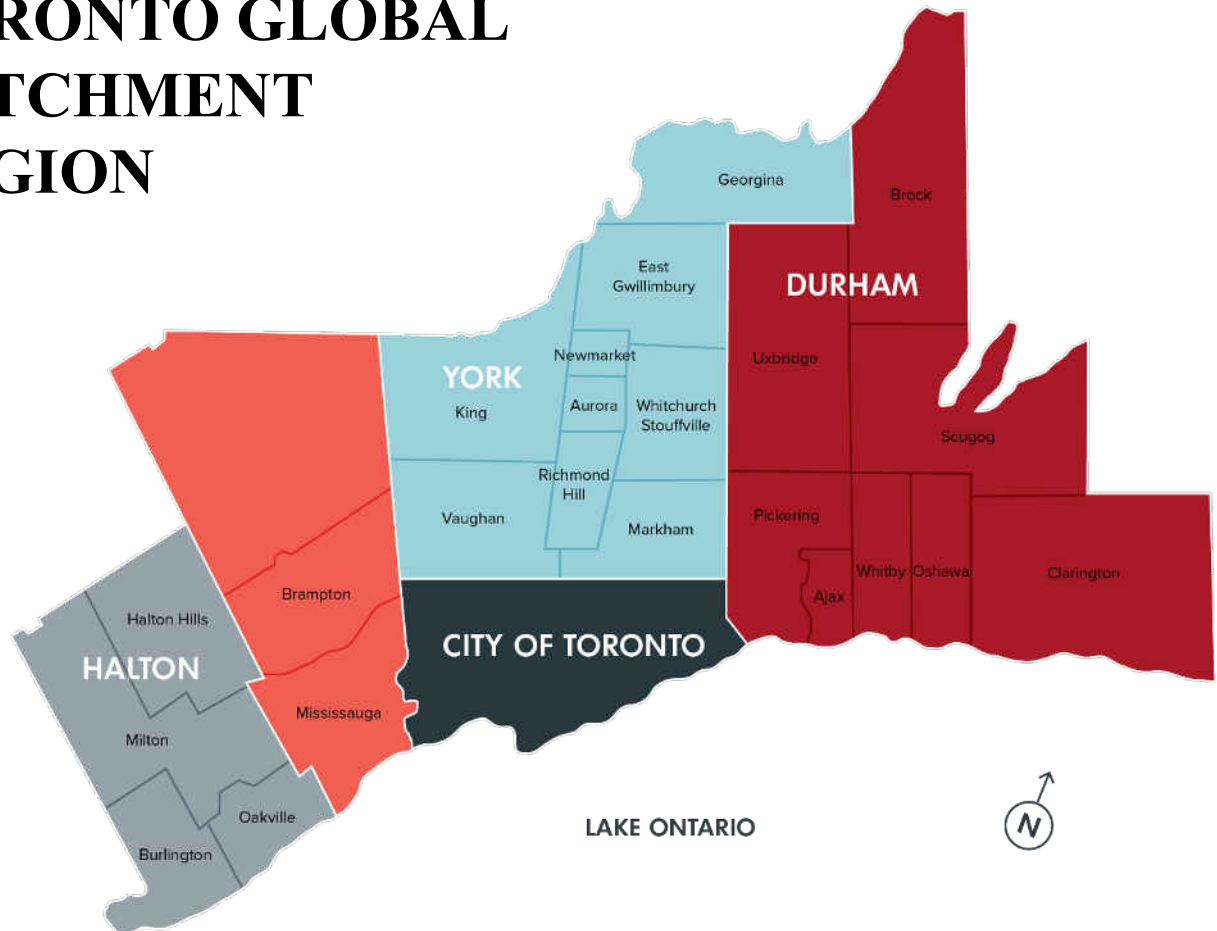 RONTO GLOBAL
TCHMENT
GION
Georgina
Brock
East
Gwillimbury
DURHAM
Newmarket
Uxbridge
YORK
King
Aurora
Whitchurch
Stouffville
Scugog
Richmond
Hill
Vaughan
Markham
Pickering
Whitby
Oshawa
Clarington
Ajax
Brampton
Halton Hills
CITY OF TORONTO
HALTON
Mississauga
Milton
Oakville
LAKE ONTARIO
N
Burlington